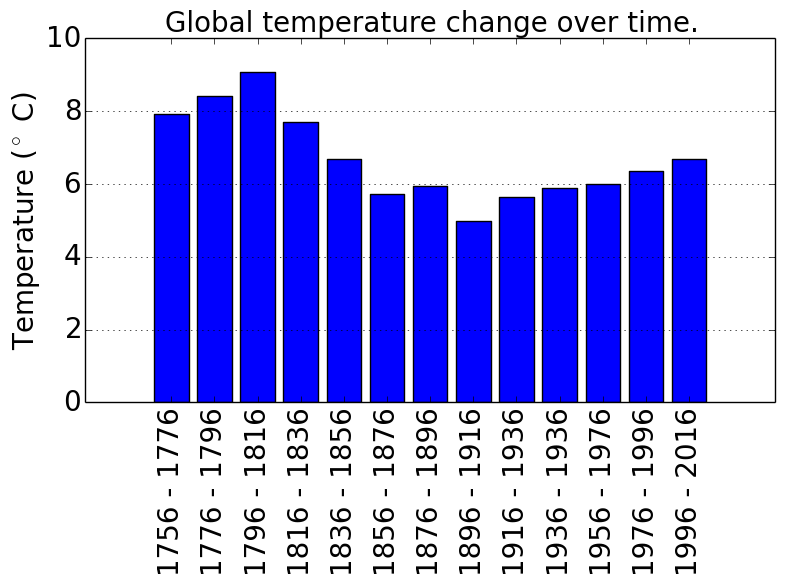 Global temperature change over time.
Temperature (° C)
10
8
6
4
2
0
1756 - 1776
1776 - 1796
1796 - 1816
1816 - 1836
1836 - 1856
1856 - 1876
1876 - 1896
1896 - 1916
1916 - 1936
1936 - 1936
1956 - 1976
1976 - 1996
1996 - 2016